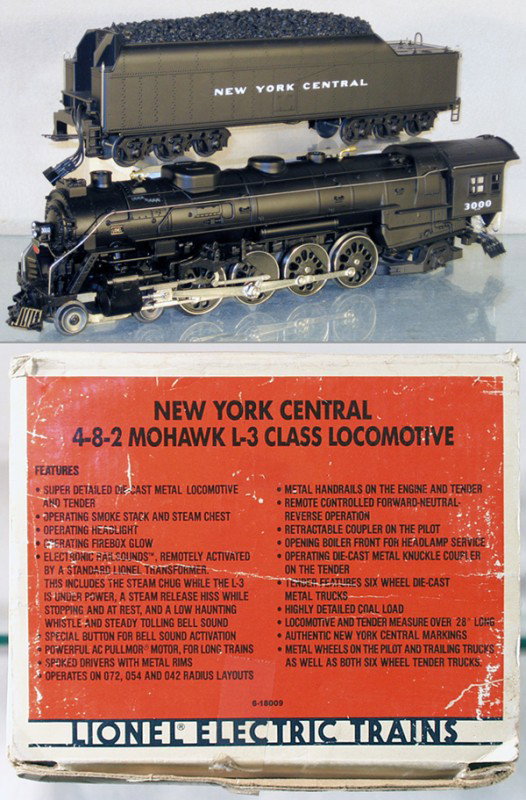 NEW YORK CENTRAL
3000
NEW YORK CENTRAL
4-8-2 MOHAWK L-3 CLASS LOCOMOTIVE
FEATURES
• SUPER DETAILED DIE-CAST METAL LOCOMOTIVE
AND TENDER
• OPERATING SMOKE STACK AND STEAM CHEST
• OPERATING HEADLIGHT
• OPERATING FIREBOX GLOW
• ELECTRONIC RAILSOUNDS™, REMOTELY ACTIVATED
BY A STANDARD LIONEL TRANSFORMER.
THIS INCLUDES THE STEAM CHUG WHILE THE L-3
IS UNDER POWER, A STEAM RELEASE HISS WHILE
STOPPING AND AT REST, AND A LOW HAUNTING
WHISTLE AND STEADY TOLLING BELL SOUND
• SPECIAL BUTTON FOR BELL SOUND ACTIVATION
• POWERFUL AC PULLMOR® MOTOR, FOR LONG TRAINS
• SPOKED DRIVERS WITH METAL RIMS
• OPERATES ON 072, 054 AND 042 RADIUS LAYOUTS
• METAL HANDRAILS ON THE ENGINE AND TENDER
• REMOTE CONTROLLED FORWARD-NEUTRAL-
REVERSE OPERATION
• RETRACTABLE COUPLER ON THE PILOT
• OPENING BOILER FRONT FOR HEADLAMP SERVICE
• OPERATING DIE-CAST METAL KNUCKLE COUPLER
ON THE TENDER
• TENDER FEATURES SIX WHEEL DIE-CAST
METAL TRUCKS
• HIGHLY DETAILED COAL LOAD
• LOCOMOTIVE AND TENDER MEASURE OVER 28" LONG
• AUTHENTIC NEW YORK CENTRAL MARKINGS
• METAL WHEELS ON THE PILOT AND TRAILING TRUCKS
AS WELL AS BOTH SIX WHEEL TENDER TRUCKS.
6-18009
LIONEL® ELECTRIC TRAINS